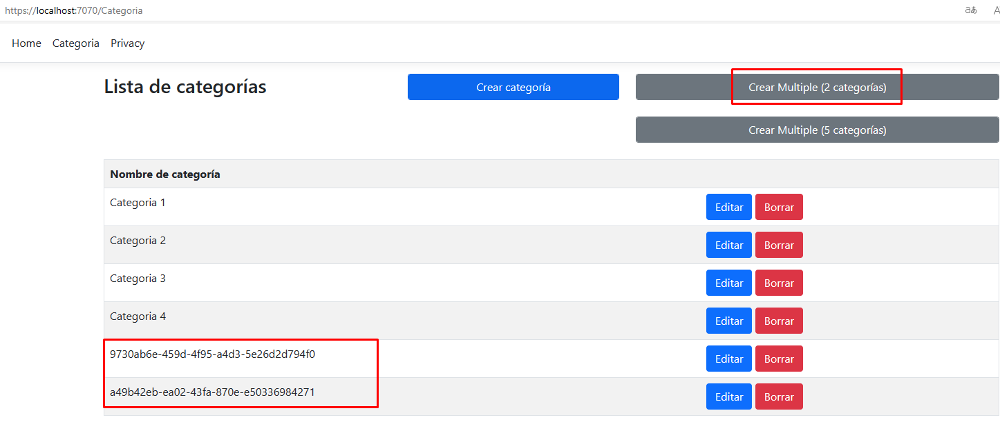 https://localhost:7070/Categoria
Home Categoria Privacy
Lista de categorías
Crear categoría
Crear Multiple (2 categorías)
Crear Multiple (5 categorías)
Nombre de categoría
Categoria 1 Editar Borrar
Categoria 2 Editar Borrar
Categoria 3 Editar Borrar
Categoria 4 Editar Borrar
9730ab6e-459d-4f95-a4d3-5e26d2d794f0 Editar Borrar
a49b42eb-ea02-43fa-870e-e50336984271 Editar Borrar